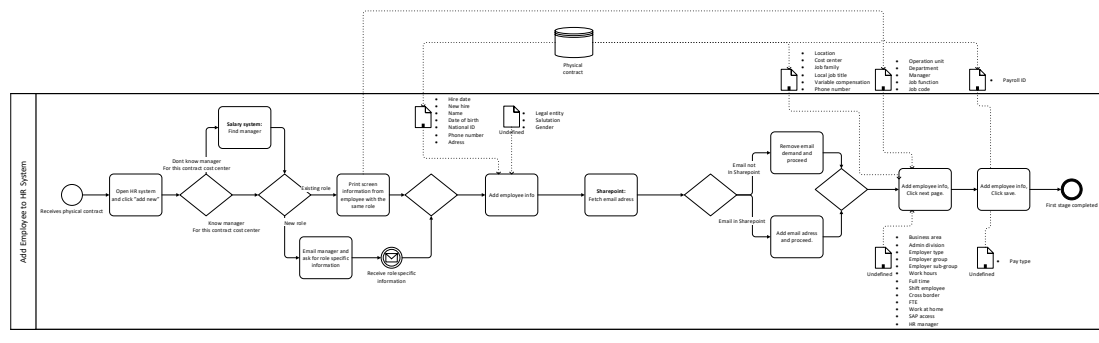 Add Employee to HR System
Physical
contract
Location
Cost center
Job family
Local job title
Variable compensation
Phone number
Operation unit
Department
Manager
Job function
Job code
Payroll ID
Hire date
New hire
Name
Date of birth
National ID
Phone number
Adress
Undefined
Legal entity
Salutation
Gender
Receives physical contract
Open HR system
and click "add new"
Dont know manager
For this contract cost center
Salary system:
Find manager
Know manager
For this contract cost center
Existing role
New role
Print screen
information from
employee with the
same role
Email manager and
ask for role specific
information
Receive role specific
information
Add employee info
Sharepoint:
Fetch email adress
Email not
in Sharepoint
Email in Sharepoint
Remove email
demand and
proceed
Add email adress and
proceed.
Add employee info,
Click next page.
Add employee info,
Click save.
First stage completed
Undefined
Business area
Admin division
Employer type
Employer group
Employer sub-group
Work hours
Full time
Shift employee
Cross border
FTE
Work at home
SAP access
HR manager
Undefined
Pay type